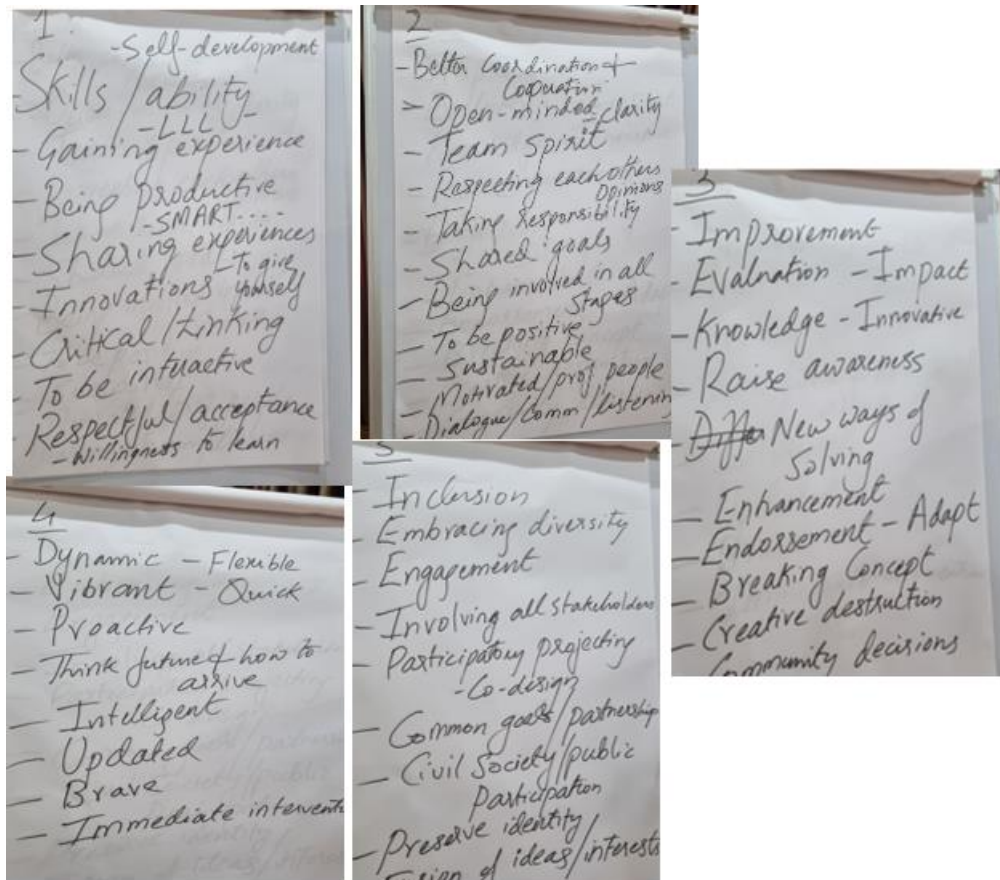 1.
-Self-development
-Skills/ability
-LLL-
- Gaining experience
- Being productive
-SMART....
- Sharing experiences
- To give
- Innovations yourself
- Critical/tinking
- To be interactive
- Respectful/acceptance
- Willingness to learn
2
-Better Coordination +
Cooperation
- Open-minded - clarity
- Team Spirit
- Respecting each others
opinions
- Taking responsibility
- Shared goals
- Being involved in all
stages
- To be positive
- Sustainable
- Motivated/prof people
- Dialogue/Comm/listening
3
-Improvement
-Evaluation -Impact
-Knowledge - Innovative
- Raise awareness
- New ways of
Solving
- Enhancement
- Endorsement - Adapt
- Breaking Concept
- Creative destruction
Community decisions
4
- Dynamic - Flexible
- Vibrant - Quick
- Proactive
- Think future & how to
arrive
- Intelligent
- Updated
- Brave
- Immediate intervent
5
- Inclusion
- Embracing diversity
- Engagement
- Involving all stakeholders
- Participatory projecting
-Co-design
- Common goals/partnership
- Civil Society/public
Participation
- Preserve identity/
of ideas/interests